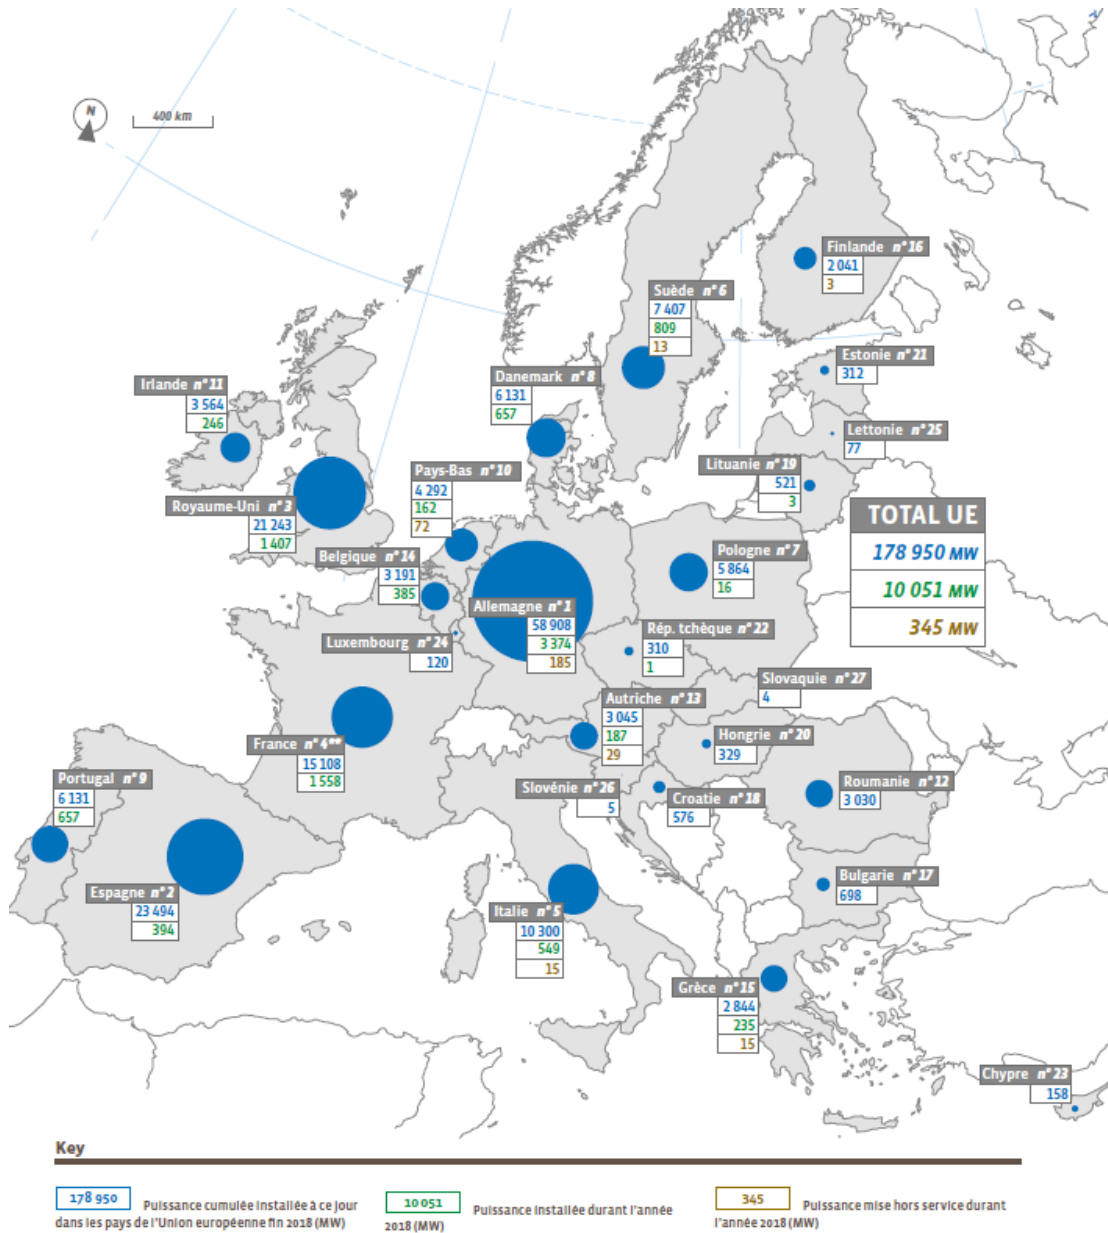 N
400 km
Finlande n°16
2 041
3
Suède n°6
7 407
809
13
Estonie n°21
312
Danemark n°8
6 131
657
Irlande n°11
3 564
246
Lettonie n°25
77
Lituanie n°19
521
3
Pays-Bas n°10
4 292
162
72
Royaume-Uni n°3
21 243
1 407
TOTAL UE
178 950 MW
10 051 MW
345 MW
Belgique n°14
3 191
385
Pologne n°7
5 864
16
Allemagne n°1
58 908
3 374
185
Luxembourg n°24
120
Rép. tchèque n°22
310
1
Slovaquie n°27
4
Autriche n°13
3 045
187
29
Hongrie n°20
329
France n°4**
15 108
1 558
Portugal n°9
6 131
657
Slovénie n°26
5
Croatie n°18
576
Roumanie n°12
3 030
Bulgarie n°17
698
Espagne n°2
23 494
394
Italie n°5
10 300
549
15
Grèce n°15
2 844
235
15
Chypre n°23
158
Key
178 950 Puissance cumulée installée à ce jour
dans les pays de l'Union européenne fin 2018 (MW)
10 051 Puissance installée durant l'année
2018 (MW)
345 Puissance mise hors service durant
l'année 2018 (MW)